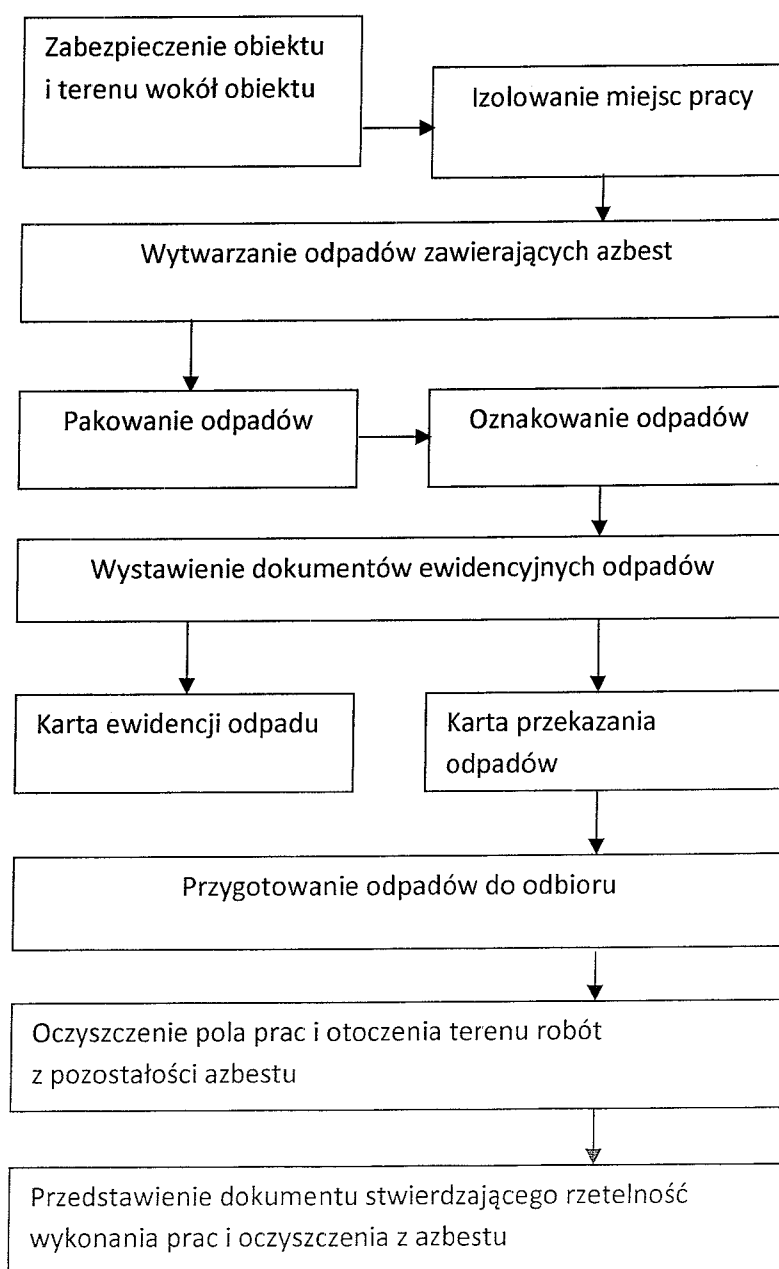 Zabezpieczenie obiektu
i terenu wokół obiektu
Izolowanie miejsc pracy
Wytwarzanie odpadów zawierających azbest
Pakowanie odpadów
Oznakowanie odpadów
Wystawienie dokumentów ewidencyjnych odpadów
Karta ewidencji odpadu
Karta przekazania
odpadów
Przygotowanie odpadów do odbioru
Oczyszczenie pola prac i otoczenia terenu robót
z pozostałości azbestu
Przedstawienie dokumentu stwierdzającego rzetelność
wykonania prac i oczyszczenia z azbestu